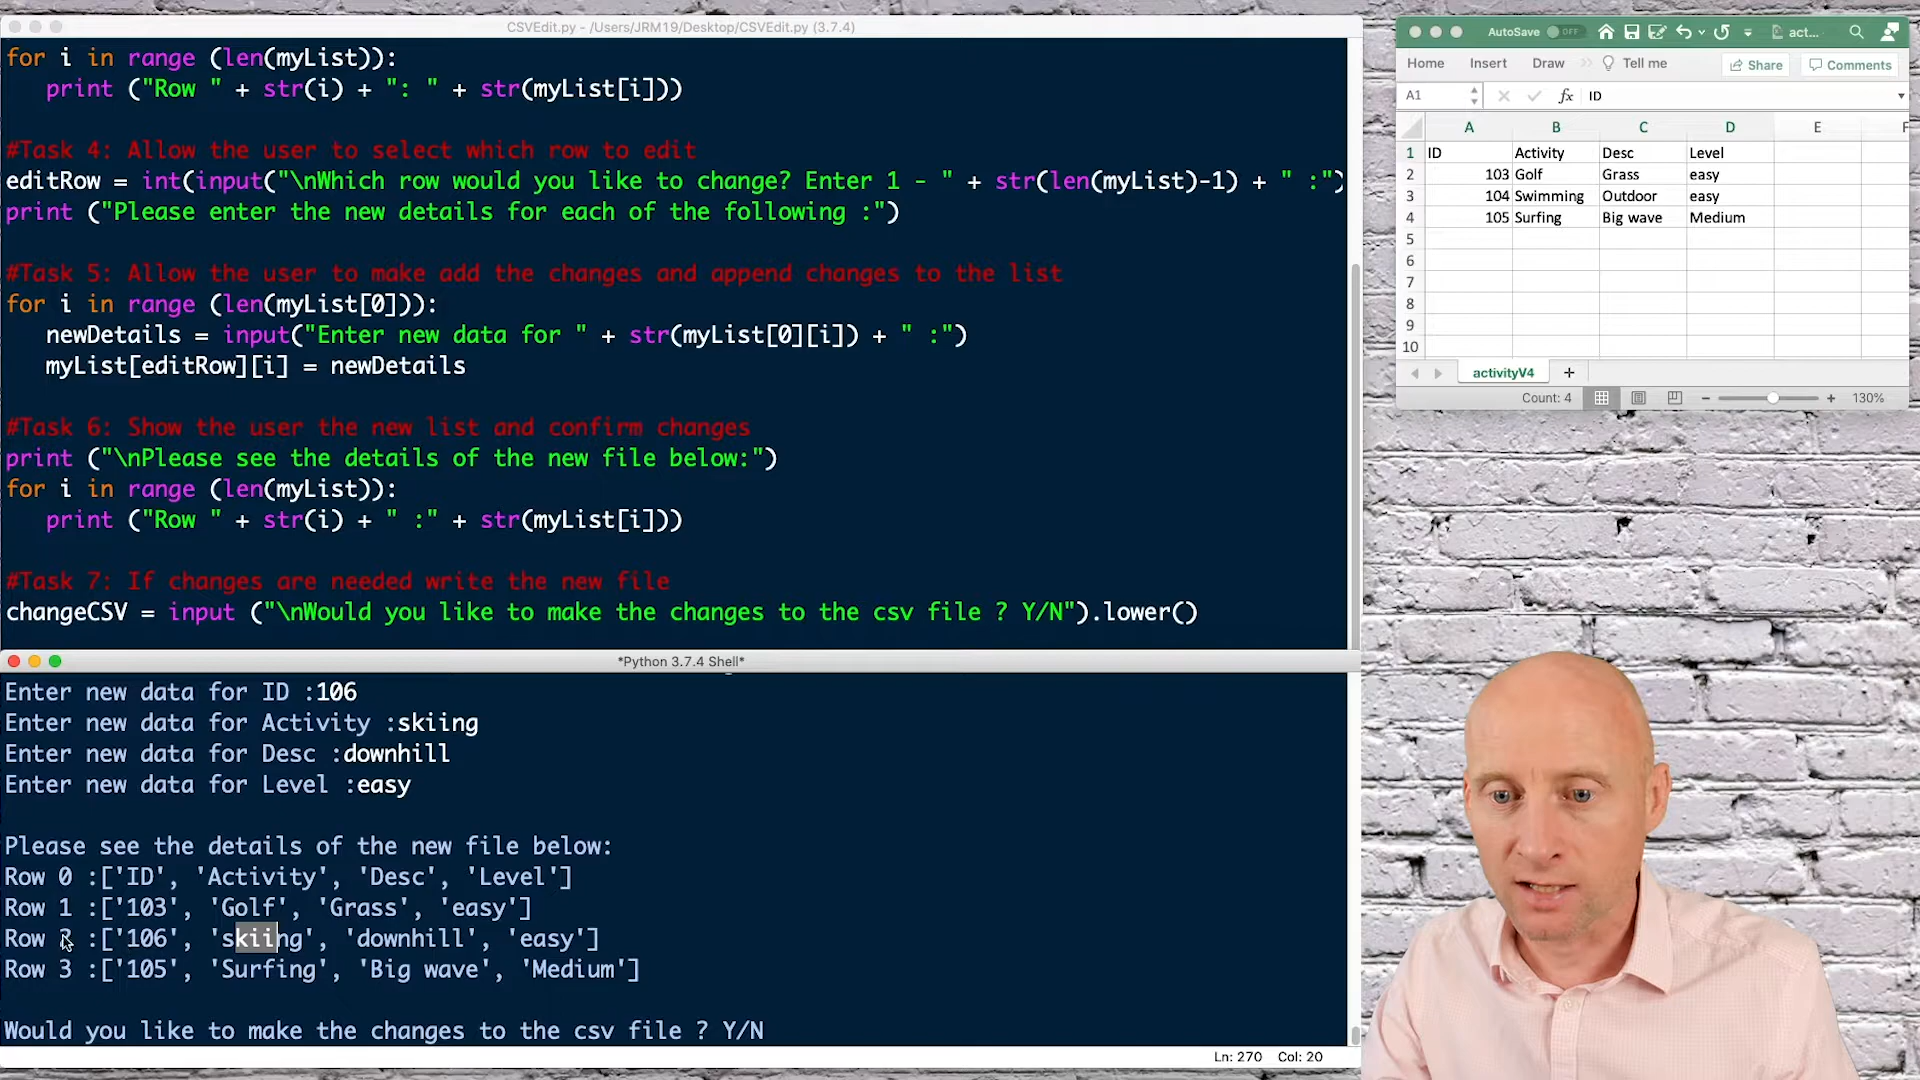 CSVEdit.py - /Users/JRM19/Desktop/CSVEdit.py (3.7.4)
for i in range (len(myList)):
print ("Row " + str(i) + ": " + str(myList[i]))
#Task 4: Allow the user to select which row to edit
editRow = int(input("\nWhich row would you like to change? Enter 1 - " + str(len(myList)-1) + " :")
print ("Please enter the new details for each of the following :")
#Task 5: Allow the user to make add the changes and append changes to the list
for i in range (len(myList[0])):
newDetails = input("Enter new data for " + str(myList[0][i]) + " :")
myList[editRow][i] = newDetails
#Task 6: Show the user the new list and confirm changes
print ("\nPlease see the details of the new file below:")
for i in range (len(myList)):
print ("Row " + str(i) + " :" + str(myList[i]))
#Task 7: If changes are needed write the new file
changeCSV = input ("\nWould you like to make the changes to the csv file ? Y/N").lower()
*Python 3.7.4 Shell*
Enter new data for ID :106
Enter new data for Activity :skiing
Enter new data for Desc :downhill
Enter new data for Level :easy
Please see the details of the new file below:
Row 0 :['ID', 'Activity', 'Desc', 'Level']
Row 1 :['103', 'Golf', 'Grass', 'easy']
Row 2 :['106', 'skiing', 'downhill', 'easy']
Row 3 :['105', 'Surfing', 'Big wave', 'Medium']
Would you like to make the changes to the csv file ? Y/N
Ln: 270 Col: 20
AutoSave OFF act...
Home Insert Draw Tell me Share Comments
A1 fx ID
A B C D E F
1 ID Activity Desc Level
2 103 Golf Grass easy
3 104 Swimming Outdoor easy
4 105 Surfing Big wave Medium
5
6
7
8
9
10
activityV4 +
Count: 4 - + 130%